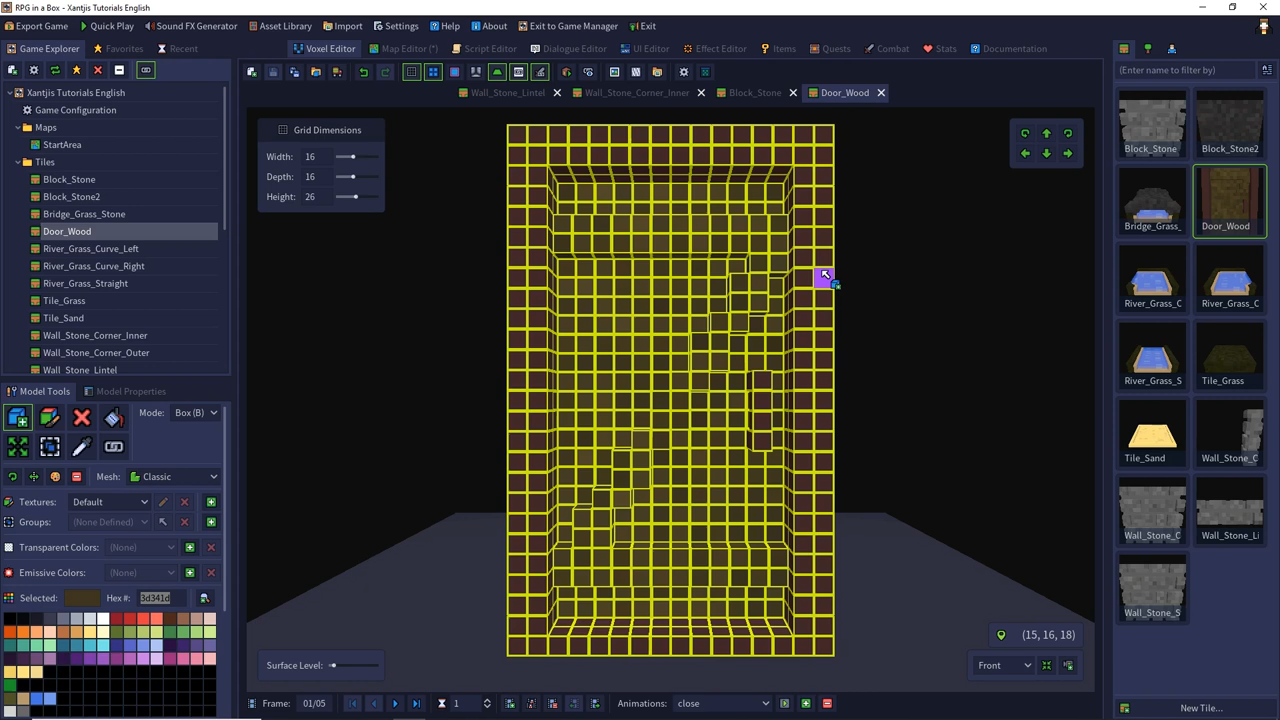 RPG in a Box - Xantjis Tutorials English
Export Game
Quick Play
Sound FX Generator
Asset Library
Import
Settings
Help
About
Exit to Game Manager
Exit
Game Explorer
Favorites
Recent
Voxel Editor
Map Editor (*)
Script Editor
Dialogue Editor
UI Editor
Effect Editor
Items
Quests
Combat
Stats
Documentation
Wall_Stone_Lintel
Wall_Stone_Corner_Inner
Block_Stone
Door_Wood
Xantjis Tutorials English
Game Configuration
Maps
StartArea
Tiles
Block_Stone
Block_Stone2
Bridge_Grass_Stone
Door_Wood
River_Grass_Curve_Left
River_Grass_Curve_Right
River_Grass_Straight
Tile_Grass
Tile_Sand
Wall_Stone_Corner_Inner
Wall_Stone_Corner_Outer
Wall_Stone_Lintel
Grid Dimensions
Width: 16
Depth: 16
Height: 26
Model Tools
Model Properties
Mode: Box (B)
Mesh: Classic
Textures: Default
Groups: (None Defined)
Transparent Colors: (None)
Emissive Colors: (None)
Selected: Hex #: 3d341d
Surface Level:
(15, 16, 18)
Front
Frame: 01/05
1
Animations: close
(Enter name to filter by)
Block_Stone
Block_Stone2
Bridge_Grass_
Door_Wood
River_Grass_C
River_Grass_C
River_Grass_S
Tile_Grass
Tile_Sand
Wall_Stone_C
Wall_Stone_C
Wall_Stone_Li
Wall_Stone_S
New Tile...